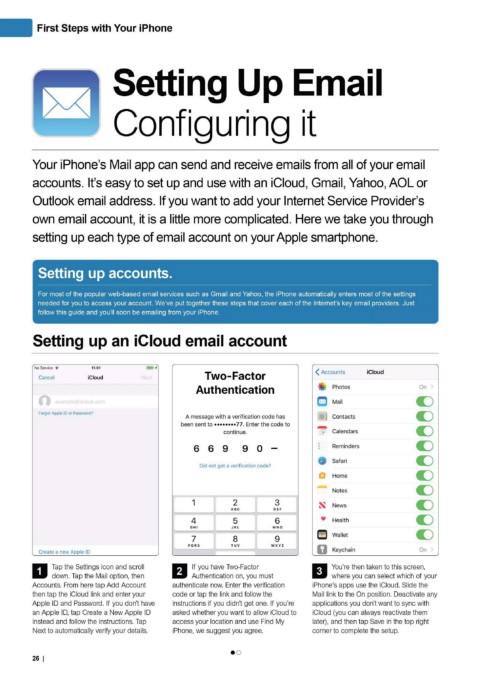 First Steps with Your iPhone
Setting Up Email
Configuring it
Your iPhone's Mail app can send and receive emails from all of your email
accounts. It's easy to set up and use with an iCloud, Gmail, Yahoo, AOL or
Outlook email address. If you want to add your Internet Service Provider's
own email account, it is a little more complicated. Here we take you through
setting up each type of email account on your Apple smartphone.
Setting up accounts.
For most of the popular web-based email services such as Gmail and Yahoo, the iPhone automatically enters most of the settings
needed for you to access your account. We've put together these steps that cover each of the Internet's key email providers. Just
follow this guide and you'll soon be emailing from your iPhone.
Setting up an iCloud email account
No Service 11:41
Cancel iCloud Next
example@icloud.com
Forgot Apple ID or Password?
Create a new Apple ID
Two-Factor
Authentication
A message with a verification code has
been sent to ••••••••77. Enter the code to
continue.
6 6 9 9 0 –
Did not get a verification code?
1 2 3
ABC DEF
4 5 6
GHI JKL MNO
7 8 9
PQRS TUV WXYZ
Accounts iCloud
Photos On
Mail
Contacts
Calendars
Reminders
Safari
Home
Notes
News
Health
Wallet
Keychain On
1 Tap the Settings icon and scroll
down. Tap the Mail option, then
Accounts. From here tap Add Account
then tap the iCloud link and enter your
Apple ID and Password. If you don't have
an Apple ID, tap Create a New Apple ID
instead and follow the instructions. Tap
Next to automatically verify your details.
2 If you have Two-Factor
Authentication on, you must
authenticate now. Enter the verification
code or tap the link and follow the
instructions if you didn't get one. If you're
asked whether you want to allow iCloud to
access your location and use Find My
iPhone, we suggest you agree.
3 You're then taken to this screen,
where you can select which of your
iPhone's apps use the iCloud. Slide the
Mail link to the On position. Deactivate any
applications you don't want to sync with
iCloud (you can always reactivate them
later), and then tap Save in the top right
corner to complete the setup.
26 |